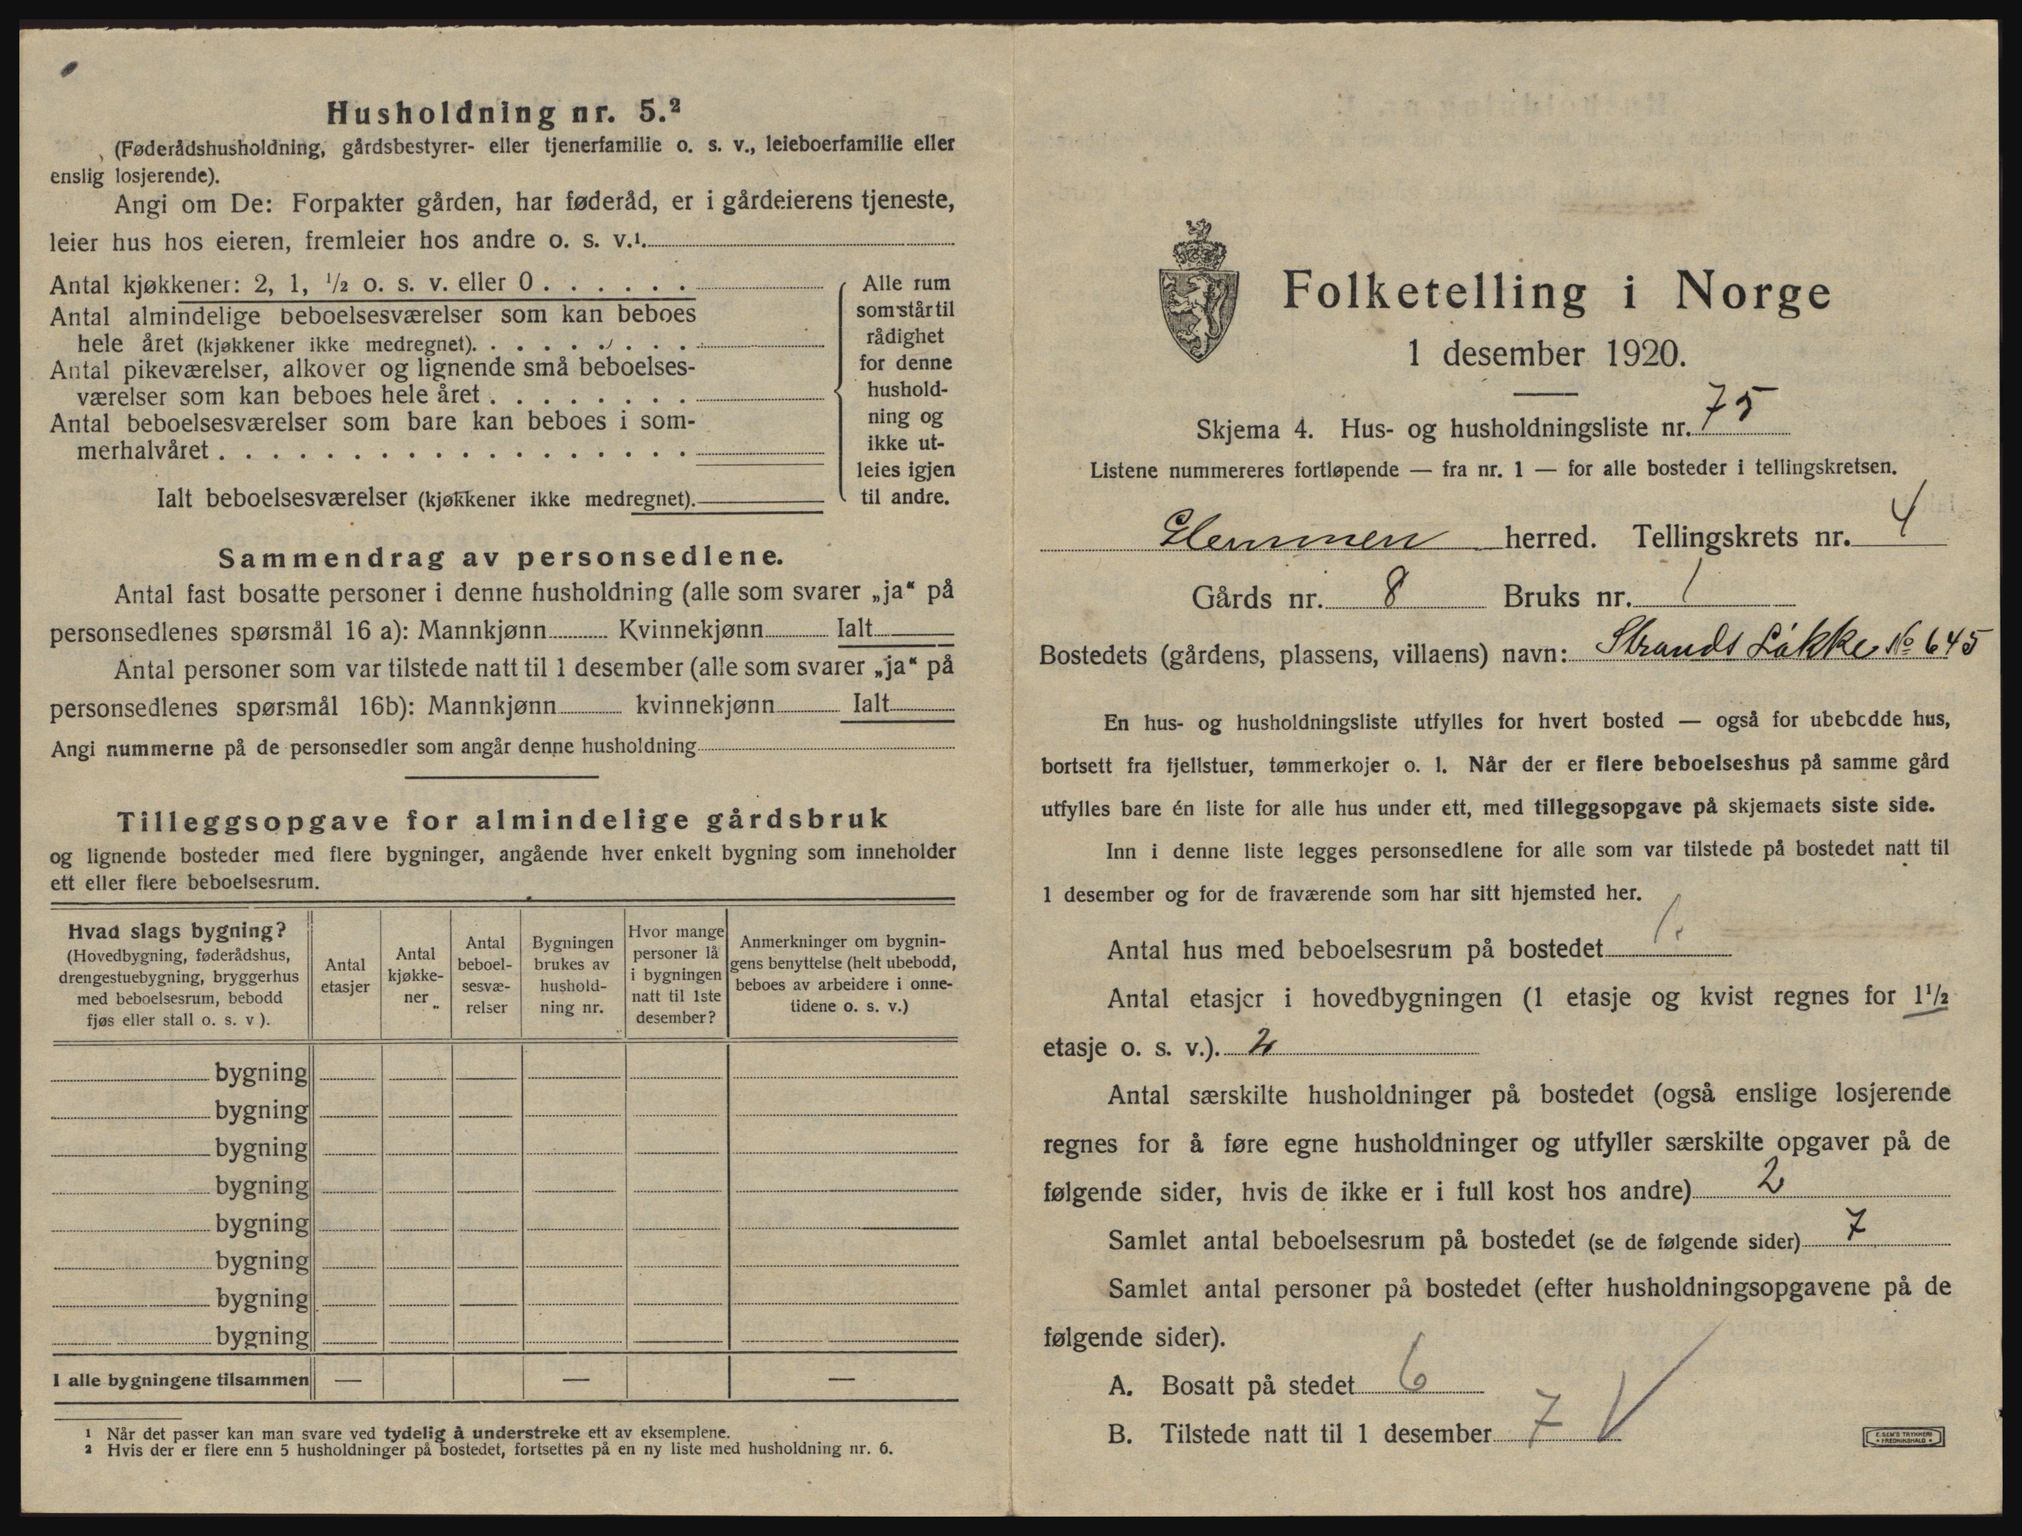 Husholdning nr. 5.²
(Føderådshusholdning, gårdsbestyrer- eller tjenerfamilie o. s. v., leieboerfamilie eller
enslig losjerende).
Angi om De: Forpakter gården, har føderåd, er i gårdeierens tjeneste,
leier hus hos eieren, fremleier hos andre o. s. v.¹
Antal kjøkkener: 2, 1, ½ o. s. v. eller 0 . . . . . .
Antal almindelige beboelsesværelser som kan beboes
hele året (kjøkkener ikke medregnet). . . . . . . . .
Antal pikeværelser, alkover og lignende små beboelses-
værelser som kan beboes hele året . . . . . . . .
Antal beboelsesværelser som bare kan beboes i som-
merhalvåret . . . . . . . . . . . . . . . . . .
Ialt beboelsesværelser (kjøkkener ikke medregnet).
Alle rum
som står til
rådighet
for denne
hushold-
ning og
ikke ut-
leies igjen
til andre.
Sammendrag av personsedlene.
Antal fast bosatte personer i denne husholdning (alle som svarer „ja“ på
personsedlenes spørsmål 16 a): Mannkjønn Kvinnekjønn Ialt
Antal personer som var tilstede natt til 1 desember (alle som svarer „ja“ på
personsedlenes spørsmål 16b): Mannkjønn kvinnekjønn Ialt
Angi nummerne på de personsedler som angår denne husholdning
Tilleggsopgave for almindelige gårdsbruk
og lignende bosteder med flere bygninger, angående hver enkelt bygning som inneholder
ett eller flere beboelsesrum.
Hvad slags bygning?
(Hovedbygning, føderådshus,
drengestuebygning, bryggerhus
med beboelsesrum, bebodd
fjøs eller stall o. s. v ).
Antal
etasjer
Antal
kjøkke-
ner
Antal
beboel-
sesvæ-
relser
Bygningen
brukes av
hushold-
ning nr.
Hvor mange
personer lå
i bygningen
natt til 1ste
desember?
Anmerkninger om bygnin-
gens benyttelse (helt ubebodd,
beboes av arbeidere i onne-
tidene o. s. v.)
bygning
bygning
bygning
bygning
bygning
bygning
bygning
bygning
I alle bygningene tilsammen — — —
¹ Når det passer kan man svare ved tydelig å understreke ett av eksemplene.
² Hvis der er flere enn 5 husholdninger på bostedet, fortsettes på en ny liste med husholdning nr. 6.
Folketelling i Norge
1 desember 1920.
Skjema 4. Hus- og husholdningsliste nr. 75
Listene nummereres fortløpende — fra nr. 1 — for alle bosteder i tellingskretsen.
Glemmen herred. Tellingskrets nr. 4
Gårds nr. 8 Bruks nr. 1
Bostedets (gårdens, plassens, villaens) navn: Strands Løkke No 645
En hus- og husholdningsliste utfylles for hvert bosted — også for ubebodde hus,
bortsett fra fjellstuer, tømmerkojer o. l. Når der er flere beboelseshus på samme gård
utfylles bare én liste for alle hus under ett, med tilleggsopgave på skjemaets siste side.
Inn i denne liste legges personsedlene for alle som var tilstede på bostedet natt til
1 desember og for de fraværende som har sitt hjemsted her.
Antal hus med beboelsesrum på bostedet 1.
Antal etasjer i hovedbygningen (1 etasje og kvist regnes for 1½
etasje o. s. v.). 2
Antal særskilte husholdninger på bostedet (også enslige losjerende
regnes for å føre egne husholdninger og utfyller særskilte opgaver på de
følgende sider, hvis de ikke er i full kost hos andre) 2
Samlet antal beboelsesrum på bostedet (se de følgende sider) 7
Samlet antal personer på bostedet (efter husholdningsopgavene på de
følgende sider).
A. Bosatt på stedet 6
B. Tilstede natt til 1 desember 7
E. SEM'S TRYKKERI
FREDRIKSHALD